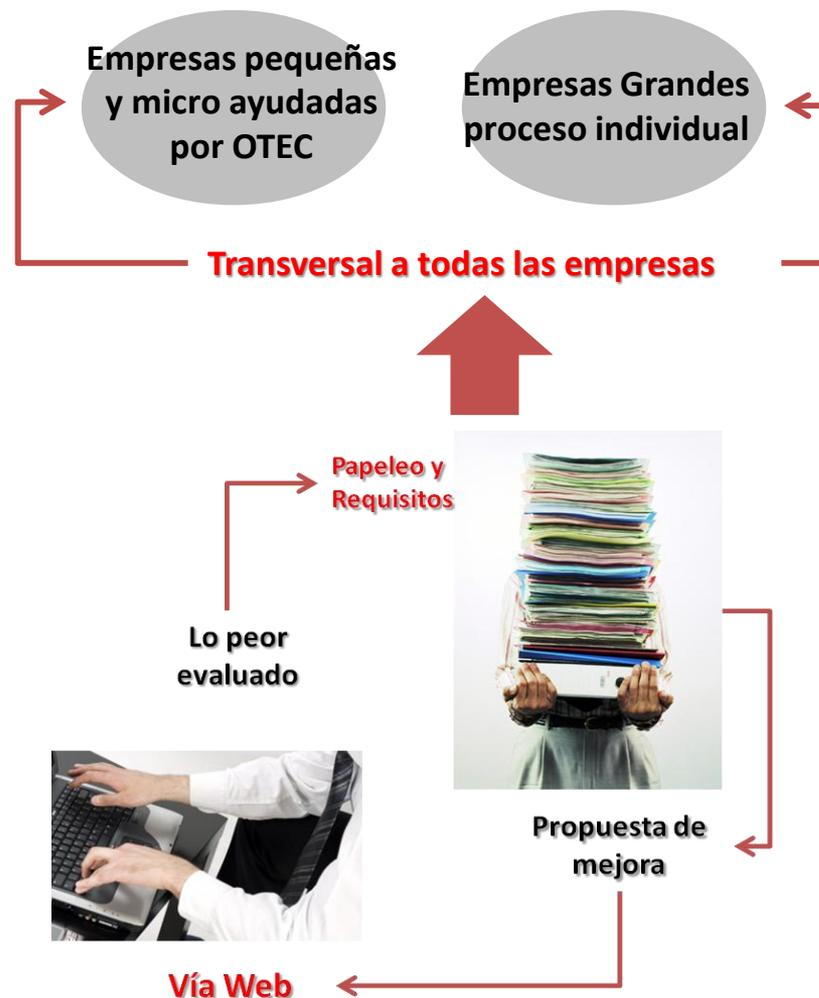 Empresas pequeñas
y micro ayudadas
por OTEC
Empresas Grandes
proceso individual
Transversal a todas las empresas
Papeleo y
Requisitos
Lo peor
evaluado
Propuesta de
mejora
Vía Web